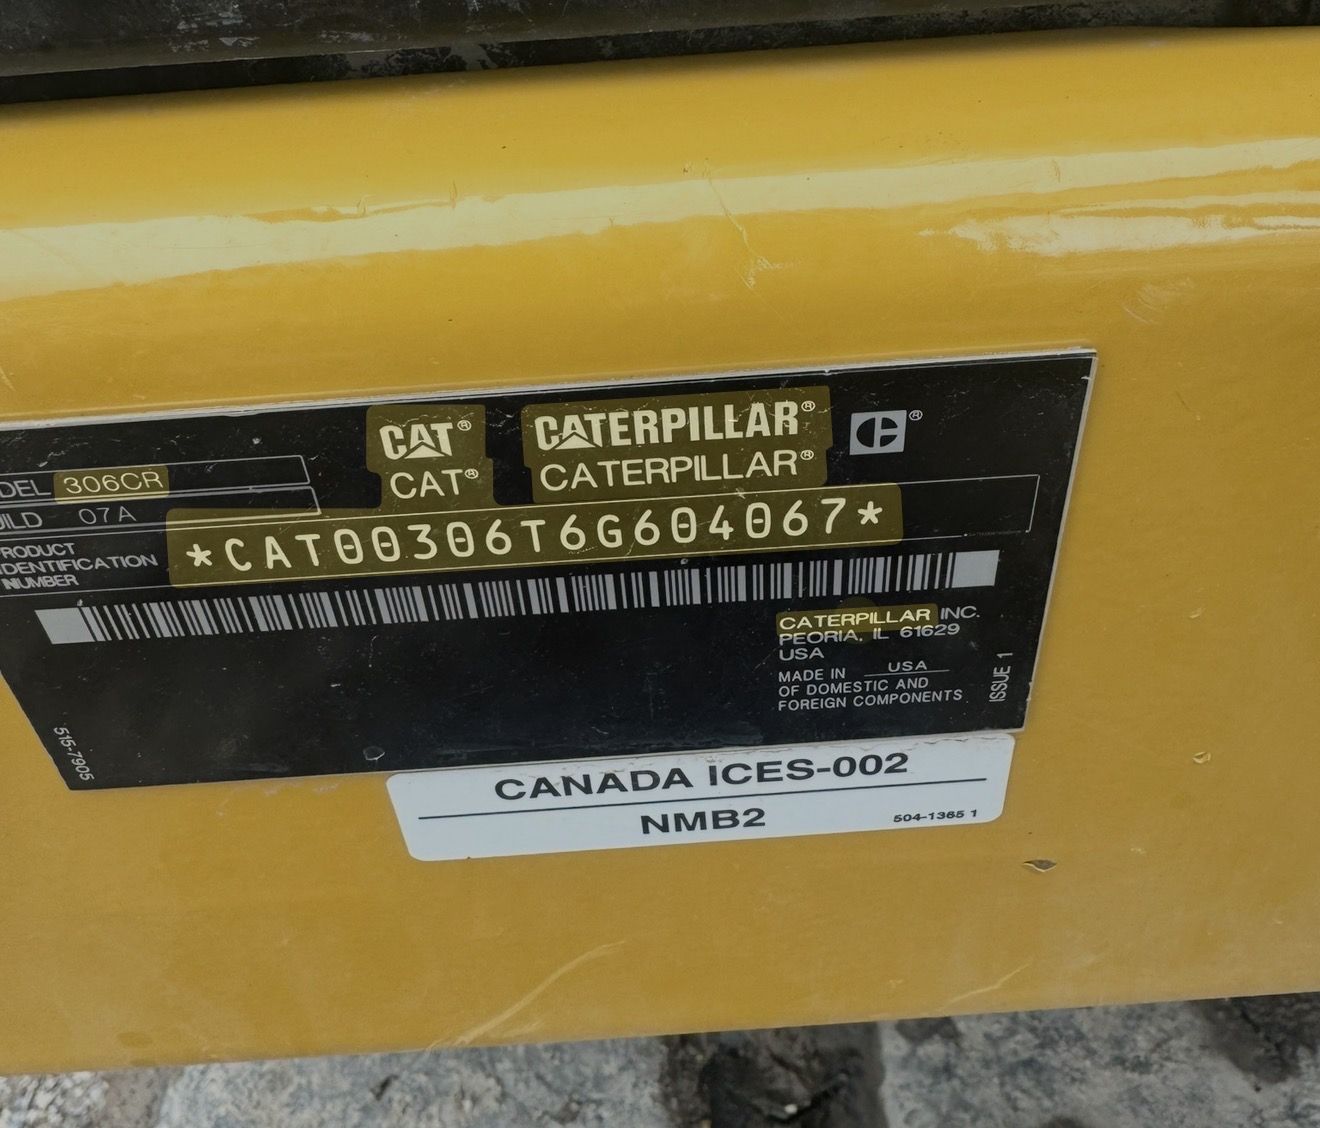 CAT® CATERPILLAR® C®
CAT® CATERPILLAR®
DEL 306CR
ILD 07A
PRODUCT
IDENTIFICATION
NUMBER
*CAT00306T6G604067*
CATERPILLAR INC.
PEORIA, IL 61629
USA
MADE IN USA
OF DOMESTIC AND
FOREIGN COMPONENTS
ISSUE 1
515-7905
CANADA ICES-002
NMB2
504-1365 1